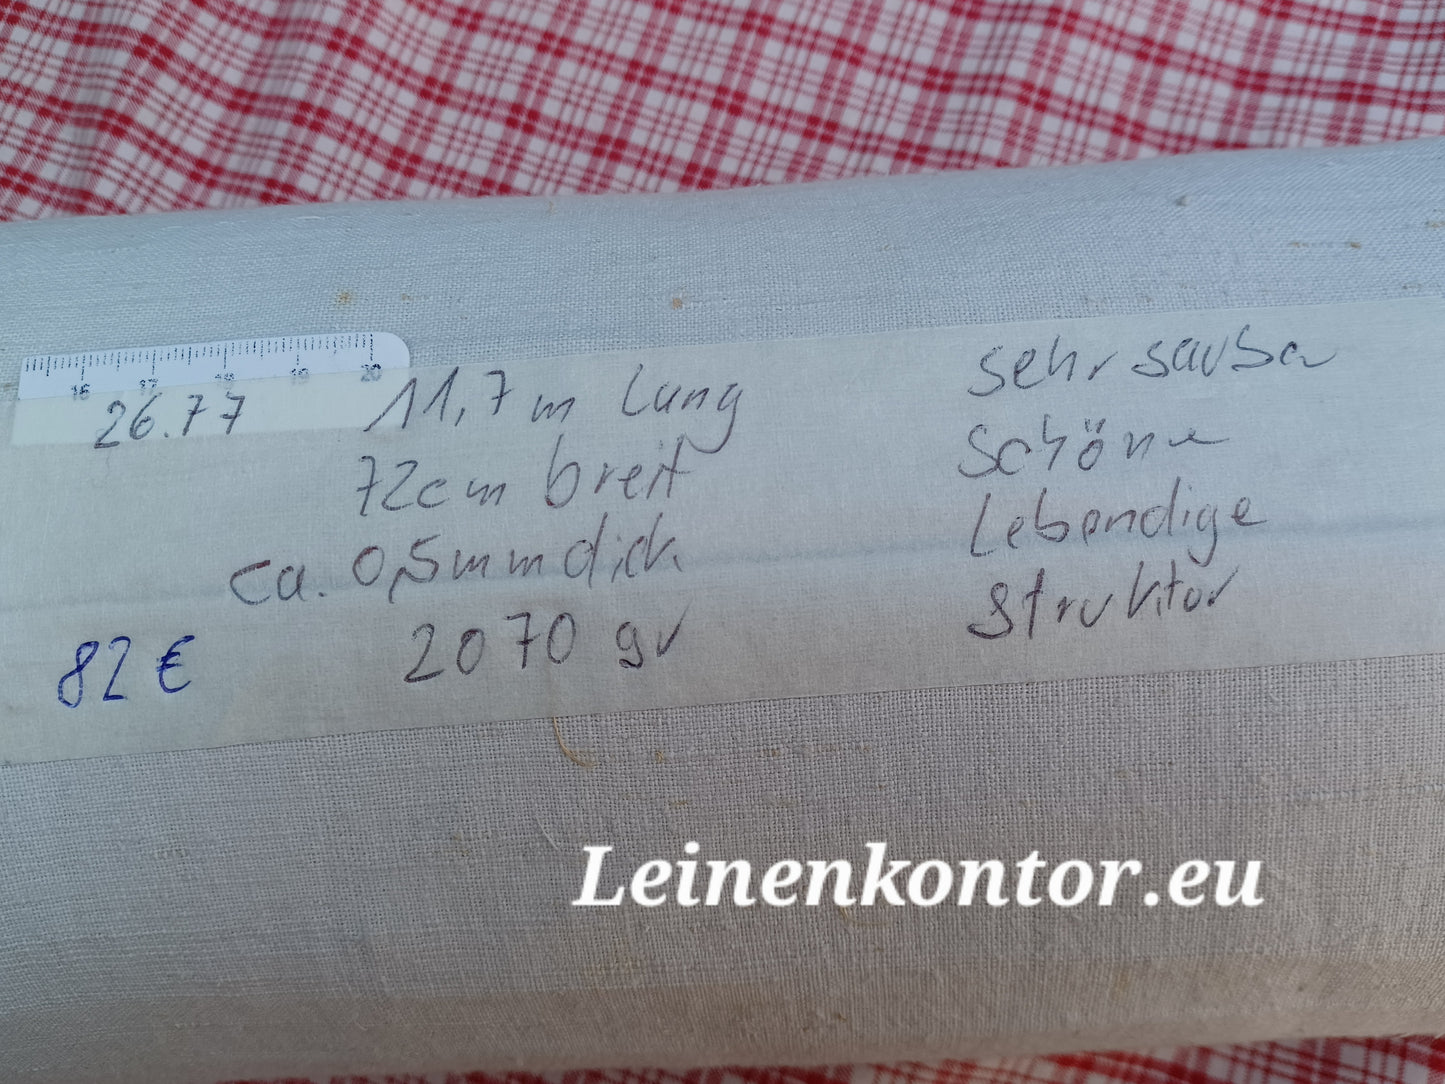 16 17 18 19 20
26.77
11,7 m lang
72cm breit
ca. 0,5mm dick
2070 gr
82 €
sehr sauber
schöne
Lebendige
Struktur
Leinenkontor.eu